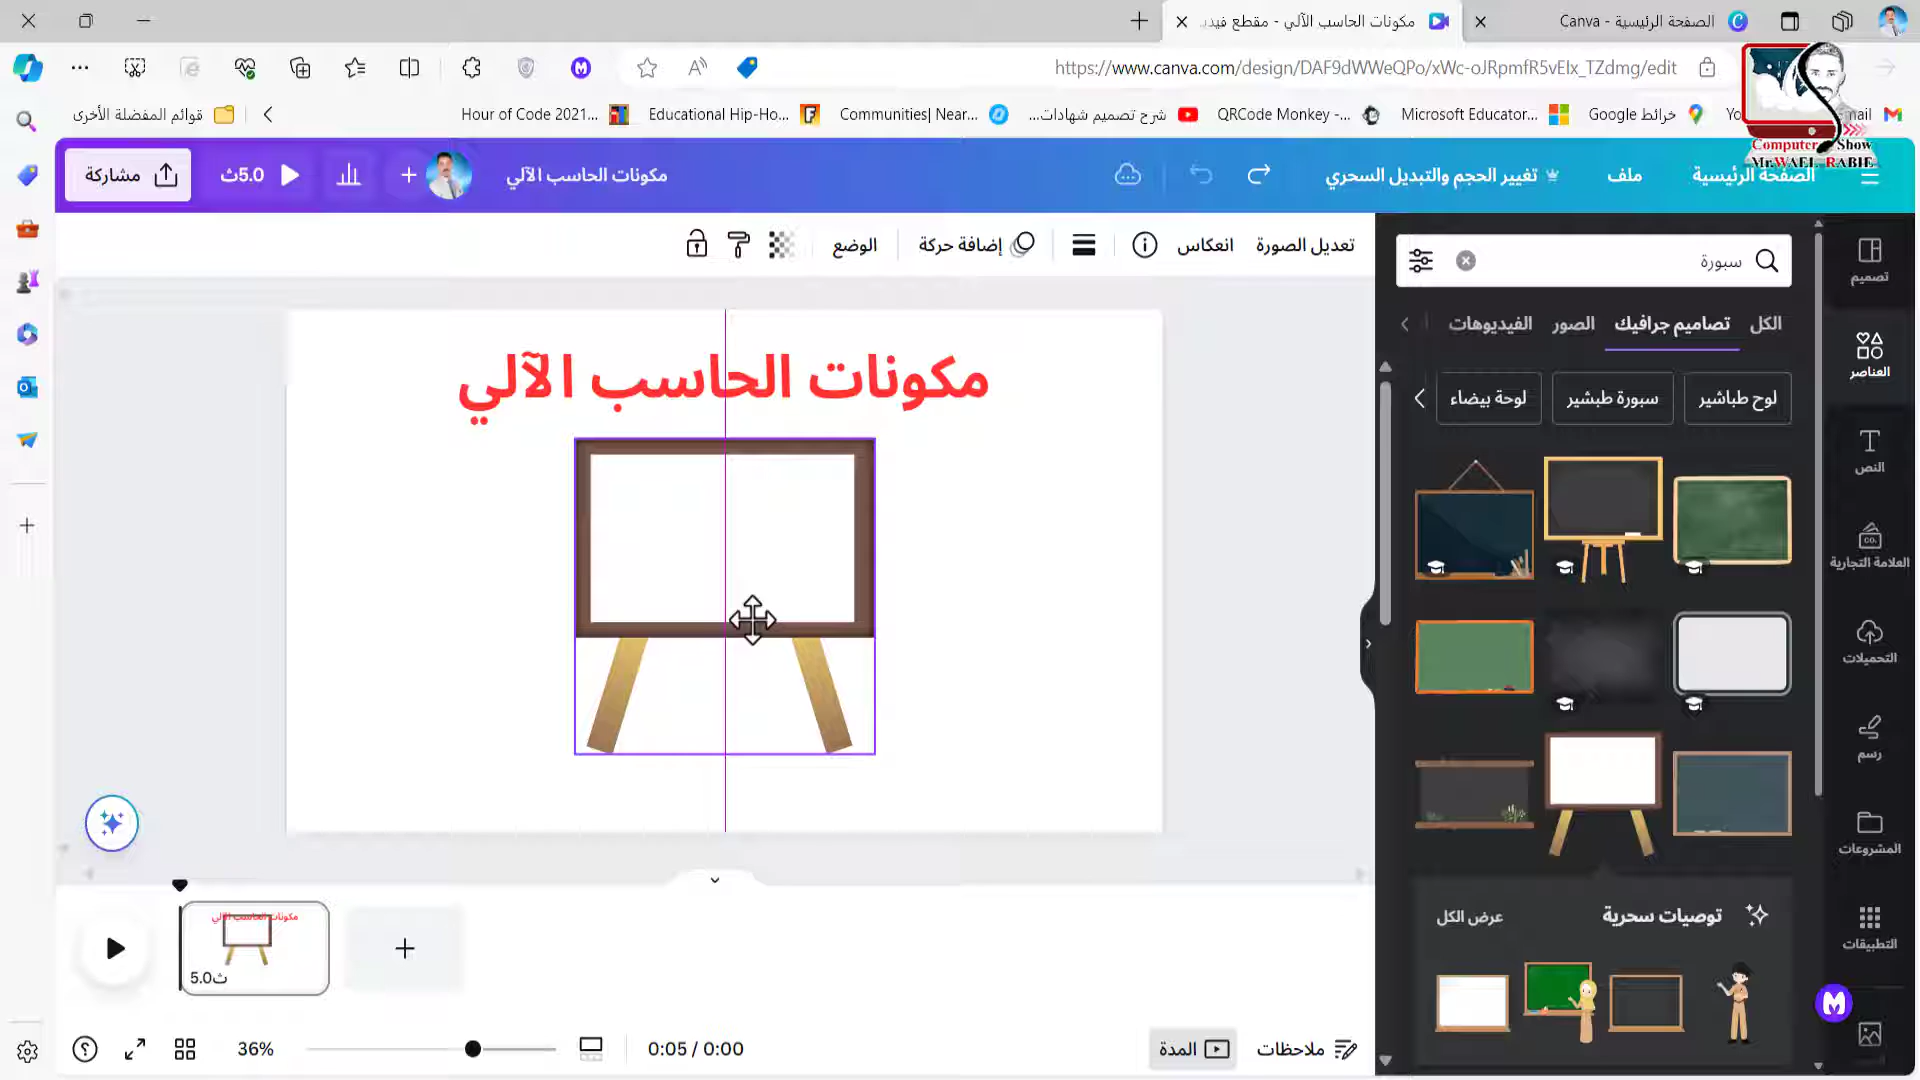 الصفحة الرئيسية - Canva
مكونات الحاسب الآلي - مقطع فيد
https://www.canva.com/design/DAF9dWWeQPo/xWc-oJRpmfR5vEIx_TZdmg/edit
Gmail
خرائط Google
Microsoft Educator...
QRCode Monkey -...
شرح تصميم شهادات...
Communities| Near...
Educational Hip-Ho...
Hour of Code 2021...
قوائم المفضلة الأخرى
Computer Show
Mr.WAEL RABIE
الصفحة الرئيسية
ملف
تغيير الحجم والتبديل السحري
مكونات الحاسب الآلي
5.0ث
مشاركة
تعديل الصورة
انعكاس
إضافة حركة
الوضع
سبورة
الكل
تصاميم جرافيك
الصور
الفيديوهات
لوح طباشير
سبورة طبشير
لوحة بيضاء
تصميم
العناصر
النص
العلامة التجارية
التحميلات
رسم
المشروعات
التطبيقات
مكونات الحاسب الآلي
توصيات سحرية
عرض الكل
مكونات الحاسب الآلي
5.0ث
ملاحظات
المدة
0:05 / 0:00
36%